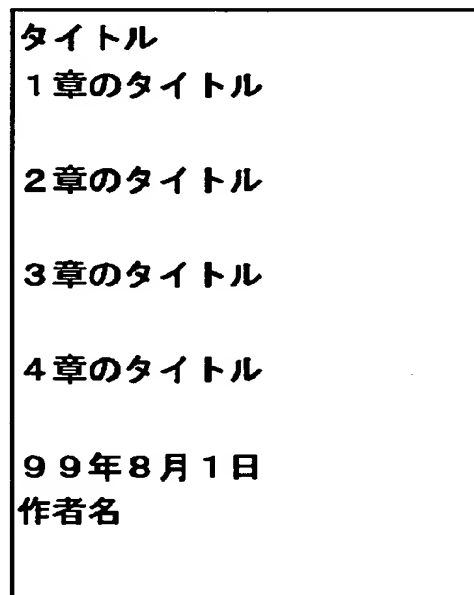 タイトル
１章のタイトル
２章のタイトル
３章のタイトル
４章のタイトル
９９年８月１日
作者名